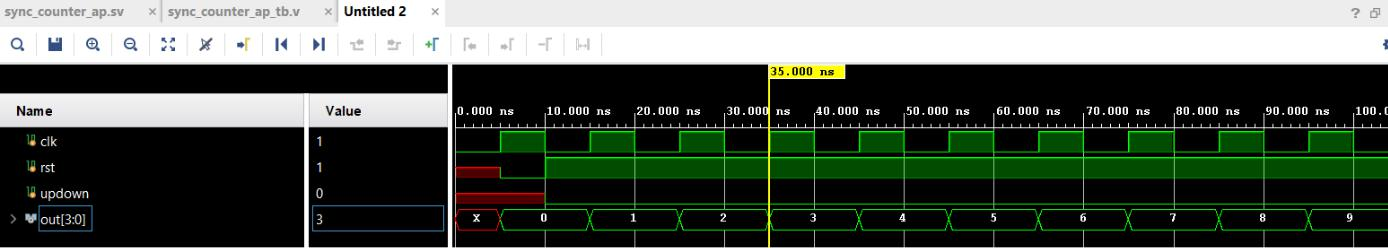 sync_counter_ap.sv × sync_counter_ap_tb.v × Untitled 2 ×
?
35.000 ns
Name Value 0.000 ns 10.000 ns 20.000 ns 30.000 ns 40.000 ns 50.000 ns 60.000 ns 70.000 ns 80.000 ns 90.000 ns 100.0
clk 1
rst 1
updown 0
out[3:0] 3 X 0 1 2 3 4 5 6 7 8 9